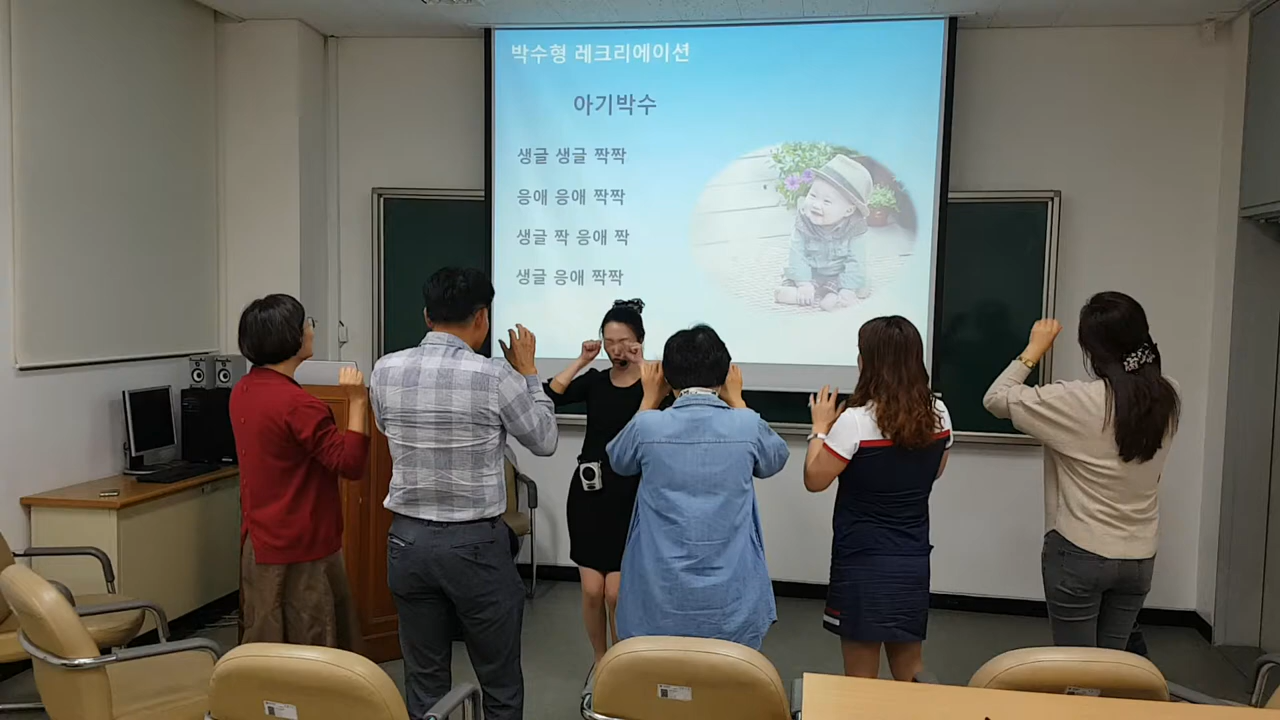 박수형 레크리에이션
아기박수
생글 생글 짝짝
응애 응애 짝짝
생글 짝 응애 짝
생글 응애 짝짝